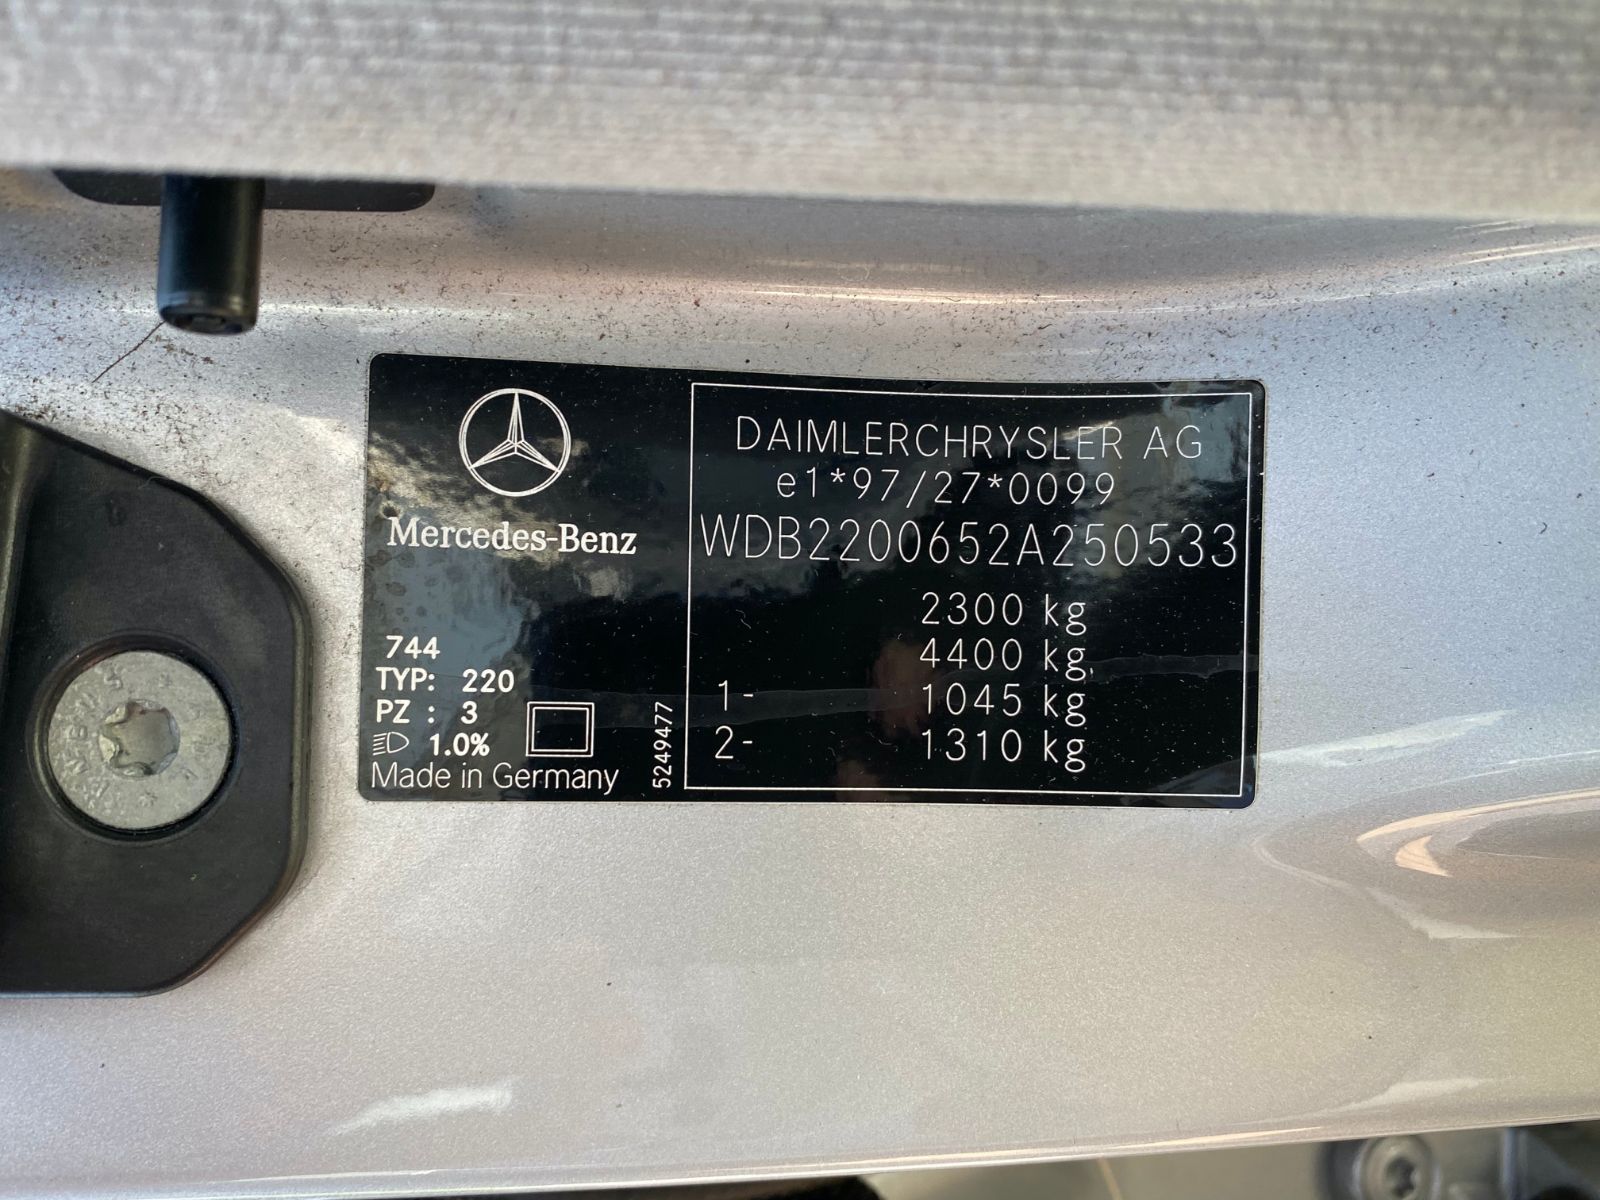 Mercedes-Benz
744
TYP: 220
PZ : 3
1.0%
Made in Germany
5249477
DAIMLERCHRYSLER AG
e1*97/27*0099
WDB2200652A250533
2300 kg
4400 kg
1- 1045 kg
2- 1310 kg